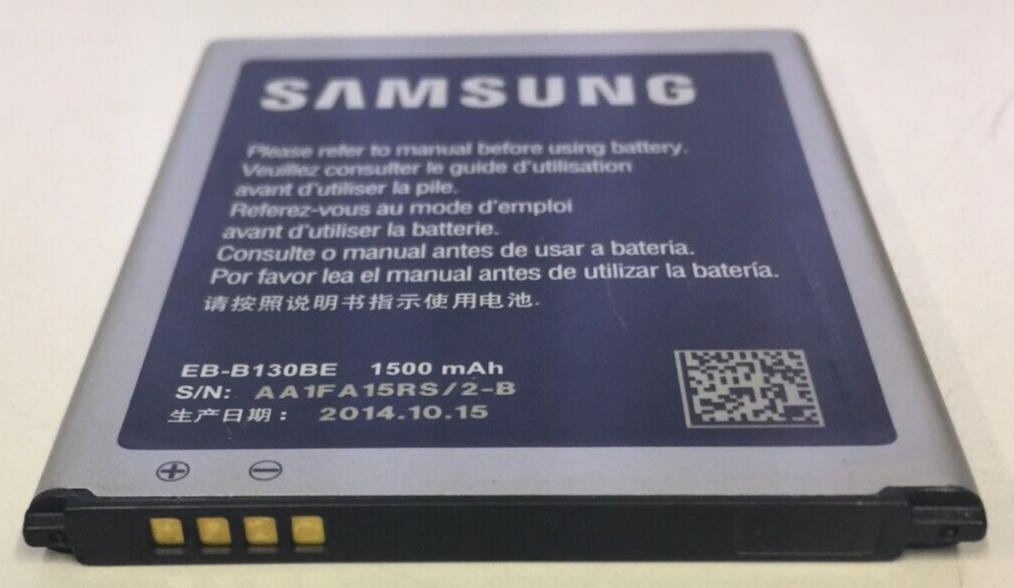 SAMSUNG
Please refer to manual before using battery.
Veuillez consulter le guide d'utilisation
avant d'utiliser la pile.
Referez-vous au mode d'emploi
avant d'utiliser la batterie.
Consulte o manual antes de usar a bateria.
Por favor lea el manual antes de utilizar la batería.
请按照说明书指示使用电池.
EB-B130BE 1500 mAh
S/N: AA1FA15RS/2-B
生产日期: 2014.10.15
+ −